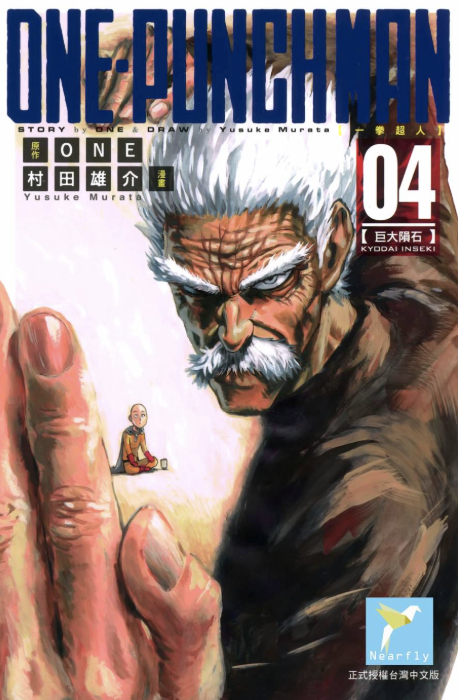 ONE-PUNCH MAN
STORY by ONE & DRAW by Yusuke Murata【一拳超人】
原作 ONE
村田雄介 漫畫
Yusuke Murata
04
【 巨大隕石 】
KYODAI INSEKI
Nearfly
正式授權台灣中文版